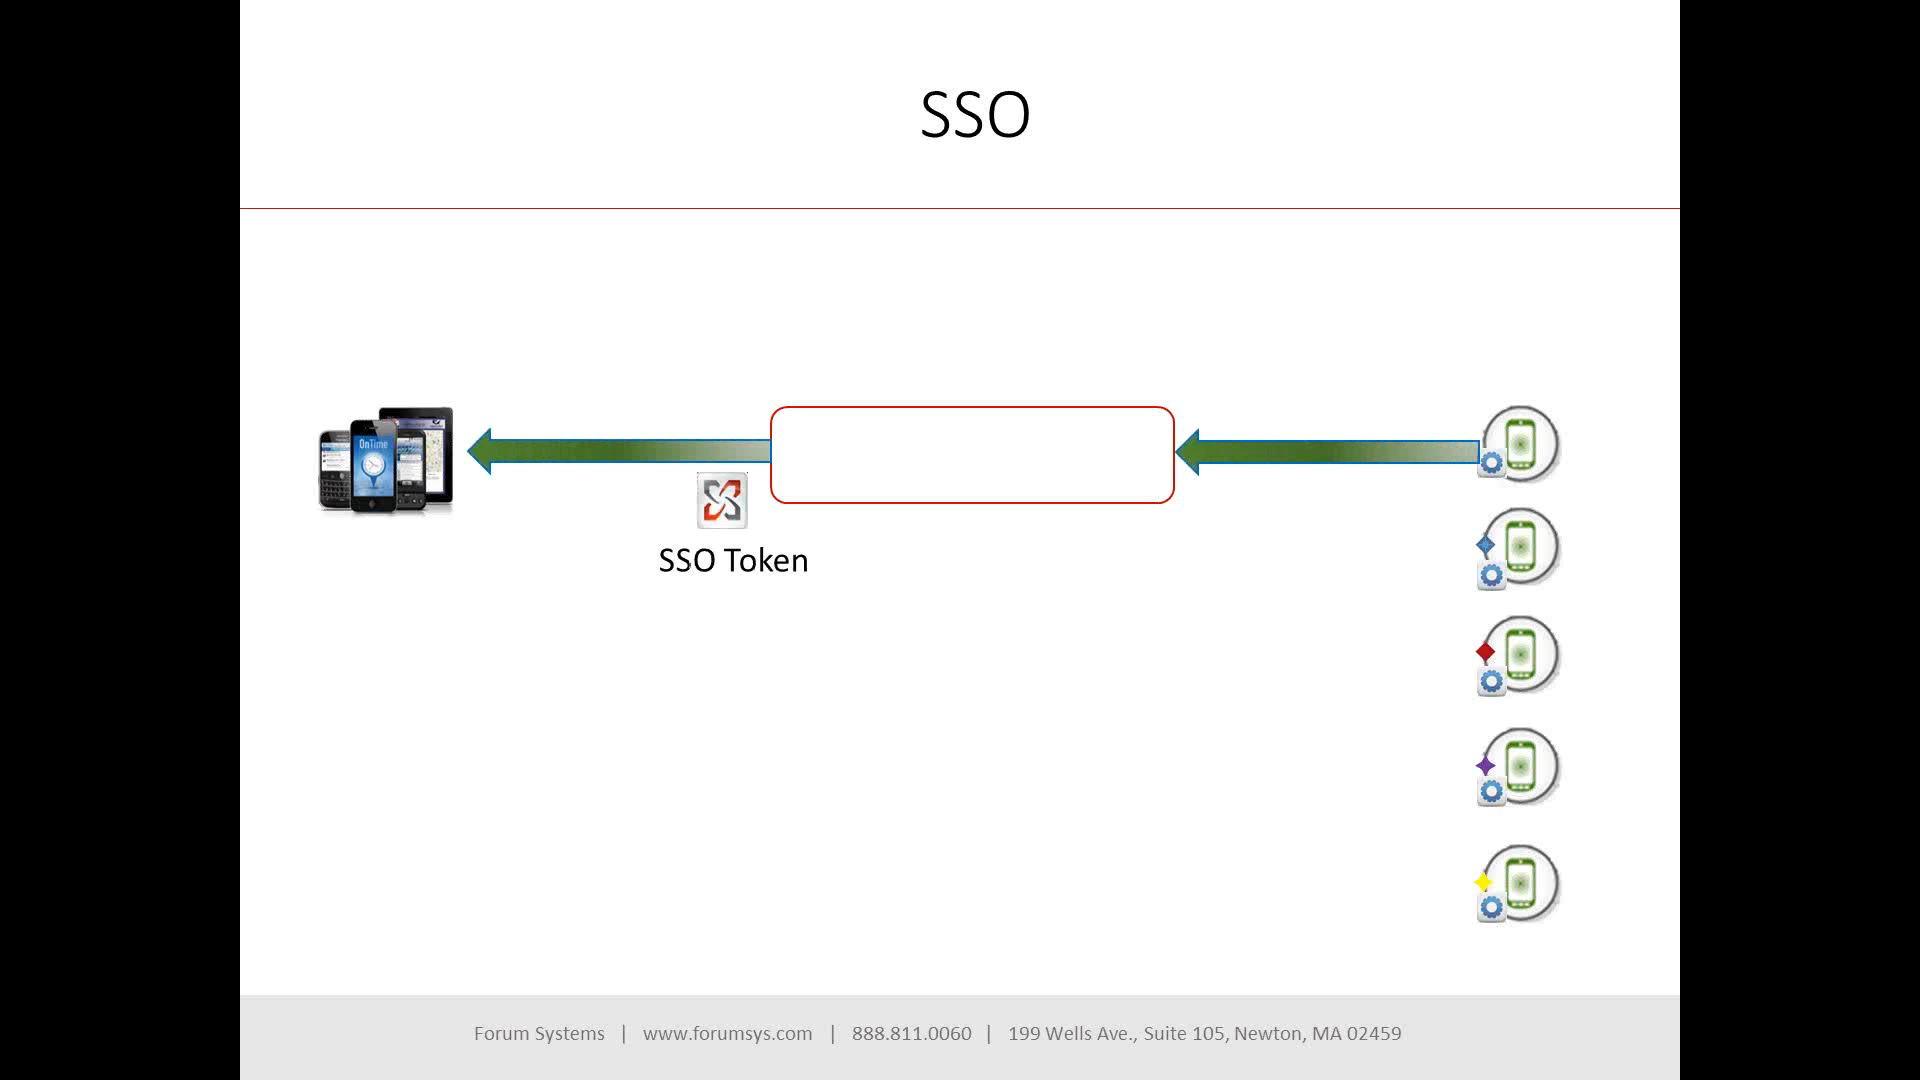 SSO
OnTime
SSO Token
Forum Systems | www.forumsys.com | 888.811.0060 | 199 Wells Ave., Suite 105, Newton, MA 02459